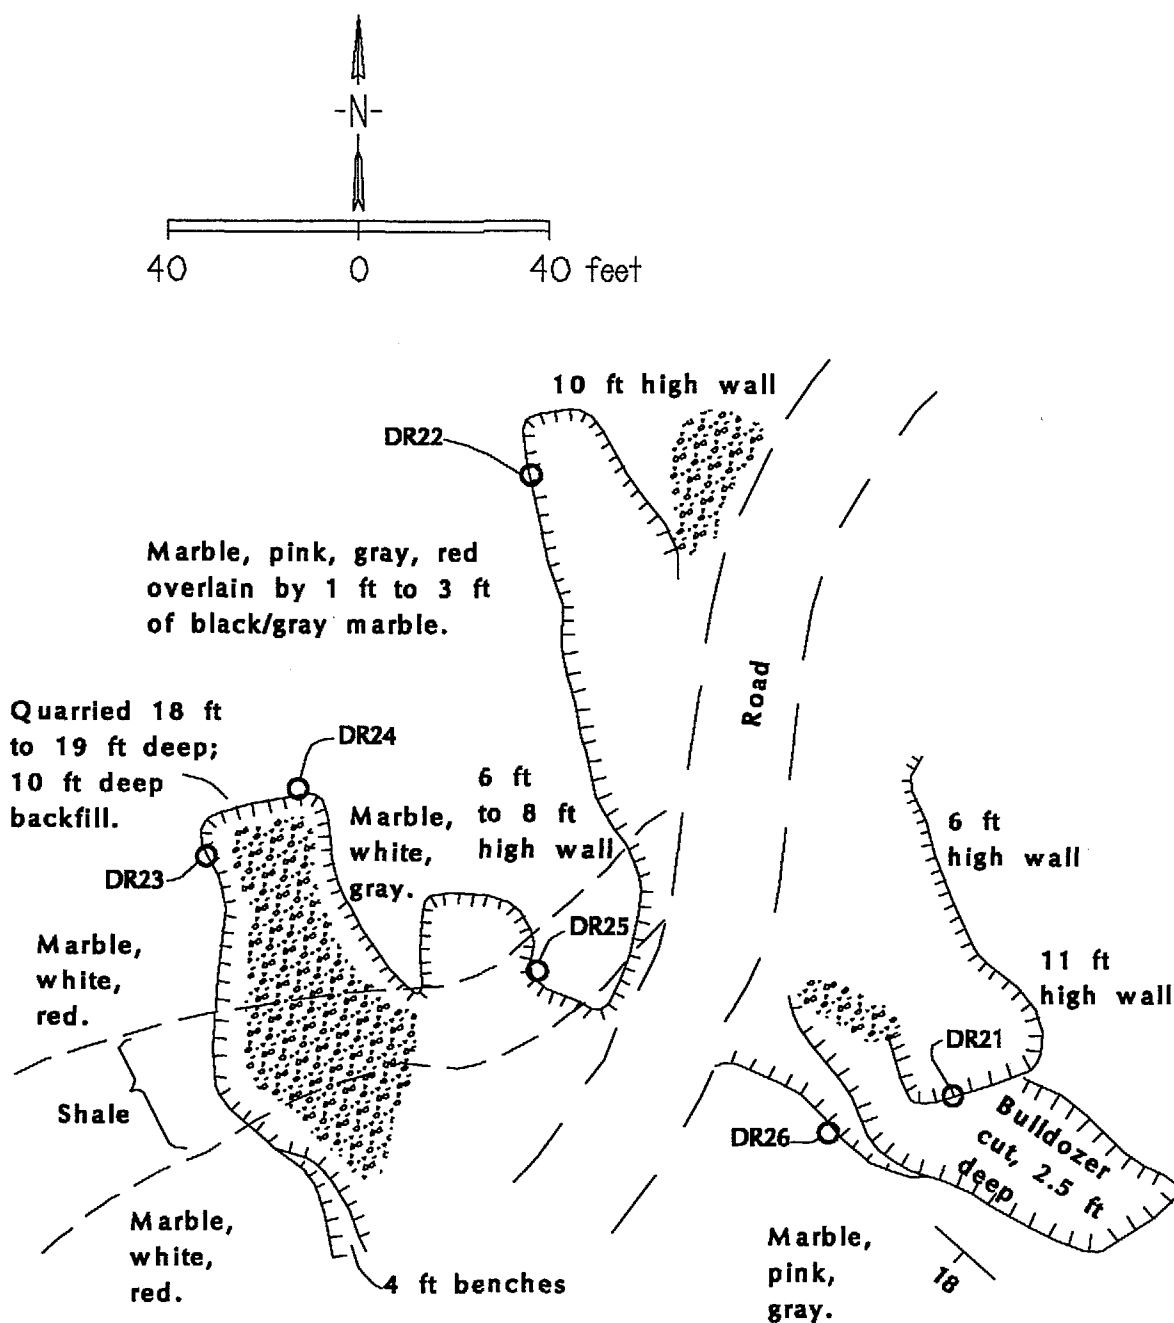 -N-
40 0 40 feet
10 ft high wall
DR22
Marble, pink, gray, red
overlain by 1 ft to 3 ft
of black/gray marble.
Road
Quarried 18 ft
to 19 ft deep;
10 ft deep
backfill.
DR24
DR23
Marble,
white,
gray.
6 ft
to 8 ft
high wall
DR25
6 ft
high wall
11 ft
high wall
Marble,
white,
red.
Shale
DR21
DR26
Bulldozer
cut, 2.5 ft
deep
Marble,
white,
red.
4 ft benches
Marble,
pink,
gray.
18